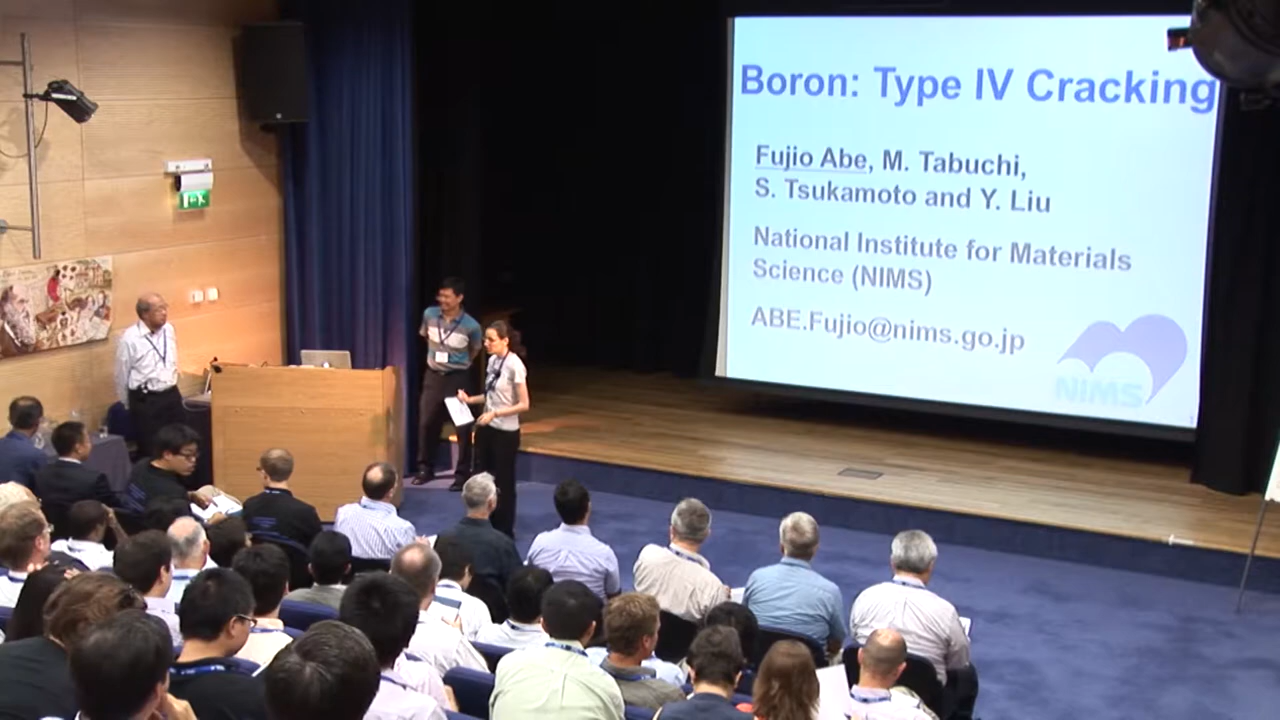 Boron: Type IV Cracking
Fujio Abe, M. Tabuchi,
S. Tsukamoto and Y. Liu
National Institute for Materials
Science (NIMS)
ABE.Fujio@nims.go.jp
NIMS